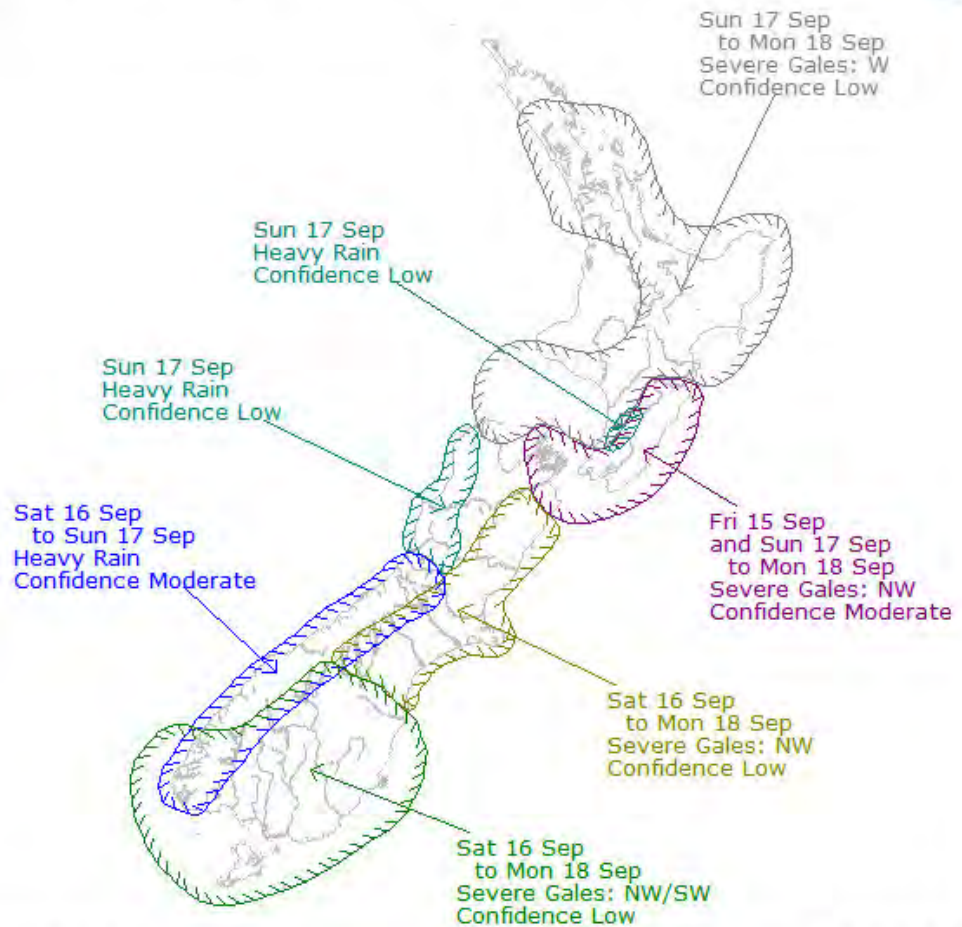 Sun 17 Sep
to Mon 18 Sep
Severe Gales: W
Confidence Low
Sun 17 Sep
Heavy Rain
Confidence Low
Sun 17 Sep
Heavy Rain
Confidence Low
Sat 16 Sep
to Sun 17 Sep
Heavy Rain
Confidence Moderate
Fri 15 Sep
and Sun 17 Sep
to Mon 18 Sep
Severe Gales: NW
Confidence Moderate
Sat 16 Sep
to Mon 18 Sep
Severe Gales: NW
Confidence Low
Sat 16 Sep
to Mon 18 Sep
Severe Gales: NW/SW
Confidence Low